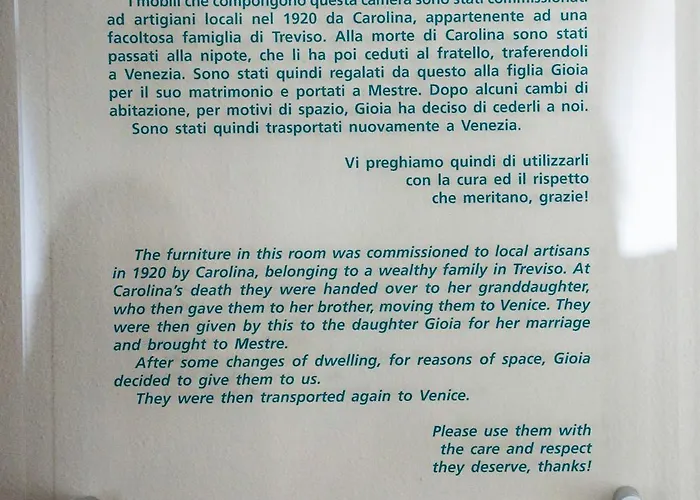 I mobili che compongono questa camera sono stati commissionati
ad artigiani locali nel 1920 da Carolina, appartenente ad una
facoltosa famiglia di Treviso. Alla morte di Carolina sono stati
passati alla nipote, che li ha poi ceduti al fratello, traferendoli
a Venezia. Sono stati quindi regalati da questo alla figlia Gioia
per il suo matrimonio e portati a Mestre. Dopo alcuni cambi di
abitazione, per motivi di spazio, Gioia ha deciso di cederli a noi.
Sono stati quindi trasportati nuovamente a Venezia.
Vi preghiamo quindi di utilizzarli
con la cura ed il rispetto
che meritano, grazie!
The furniture in this room was commissioned to local artisans
in 1920 by Carolina, belonging to a wealthy family in Treviso. At
Carolina's death they were handed over to her granddaughter,
who then gave them to her brother, moving them to Venice. They
were then given by this to the daughter Gioia for her marriage
and brought to Mestre.
After some changes of dwelling, for reasons of space, Gioia
decided to give them to us.
They were then transported again to Venice.
Please use them with
the care and respect
they deserve, thanks!